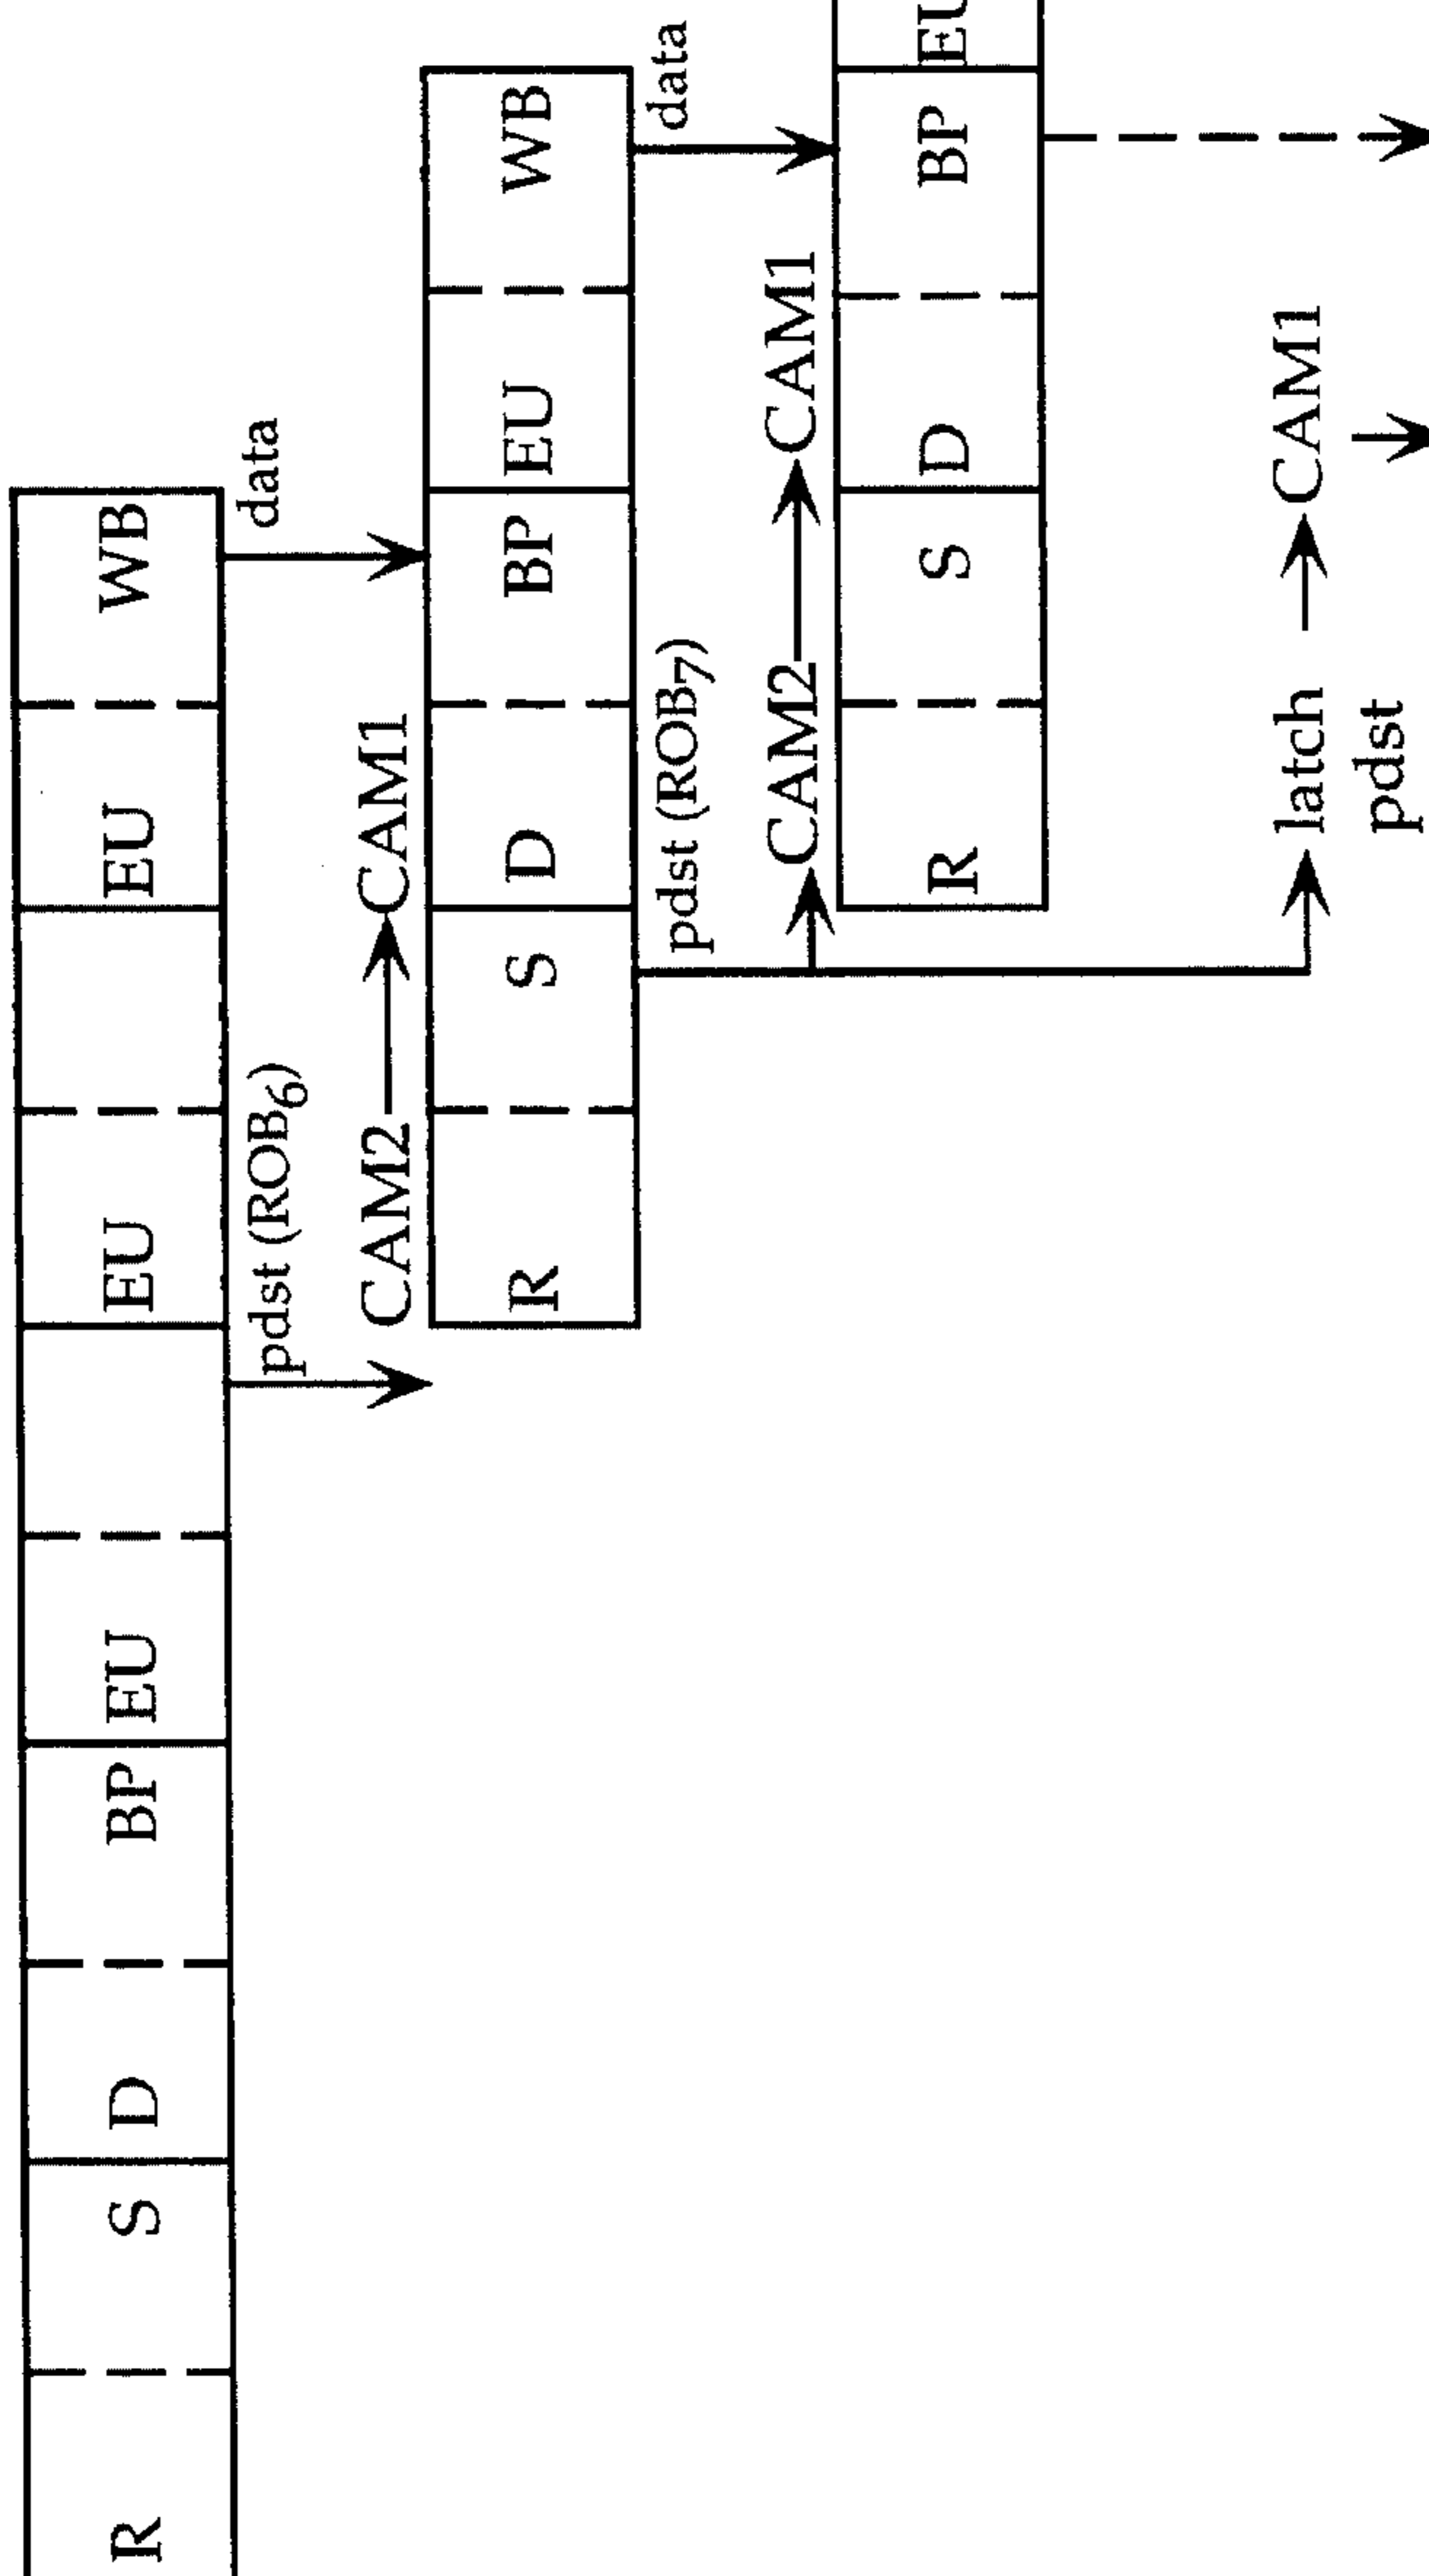 R S D BP EU EU EU WB
pdst (ROB6) data
CAM2 CAM1
R S D BP EU WB
pdst (ROB7) data
CAM2 CAM1
R S D BP EU
latch CAM1
pdst